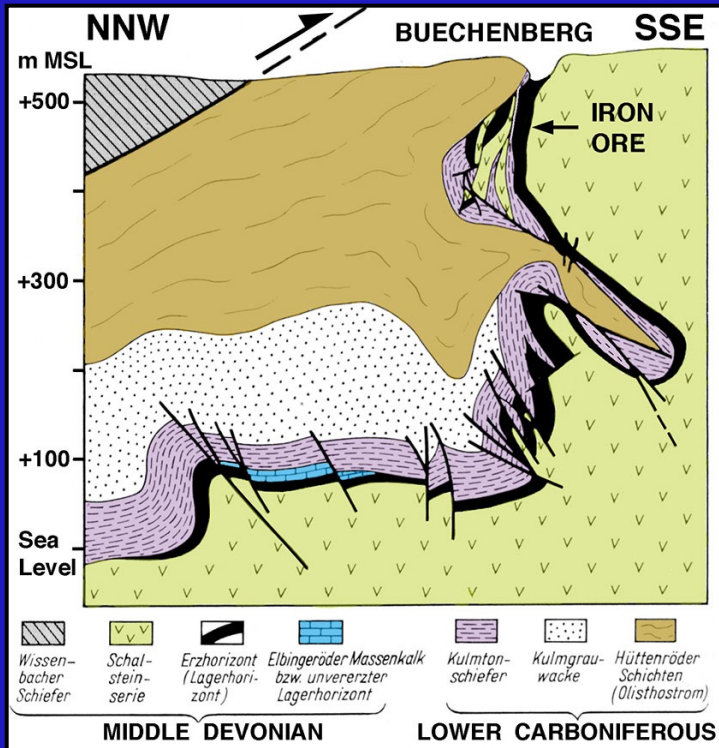 NNW
BUECHENBERG
SSE
m MSL
+500
IRON
ORE
+300
+100
Sea
Level
Wissen-
bacher
Schiefer
Schal-
stein-
serie
Erzhorizont
(Lagerhori-
zont)
Elbingeröder Massenkalk
bzw. unvererzter
Lagerhorizont
Kulmton-
schiefer
Kulmgrau-
wacke
Hüttenröder
Schichten
(Olisthostrom)
MIDDLE DEVONIAN
LOWER CARBONIFEROUS